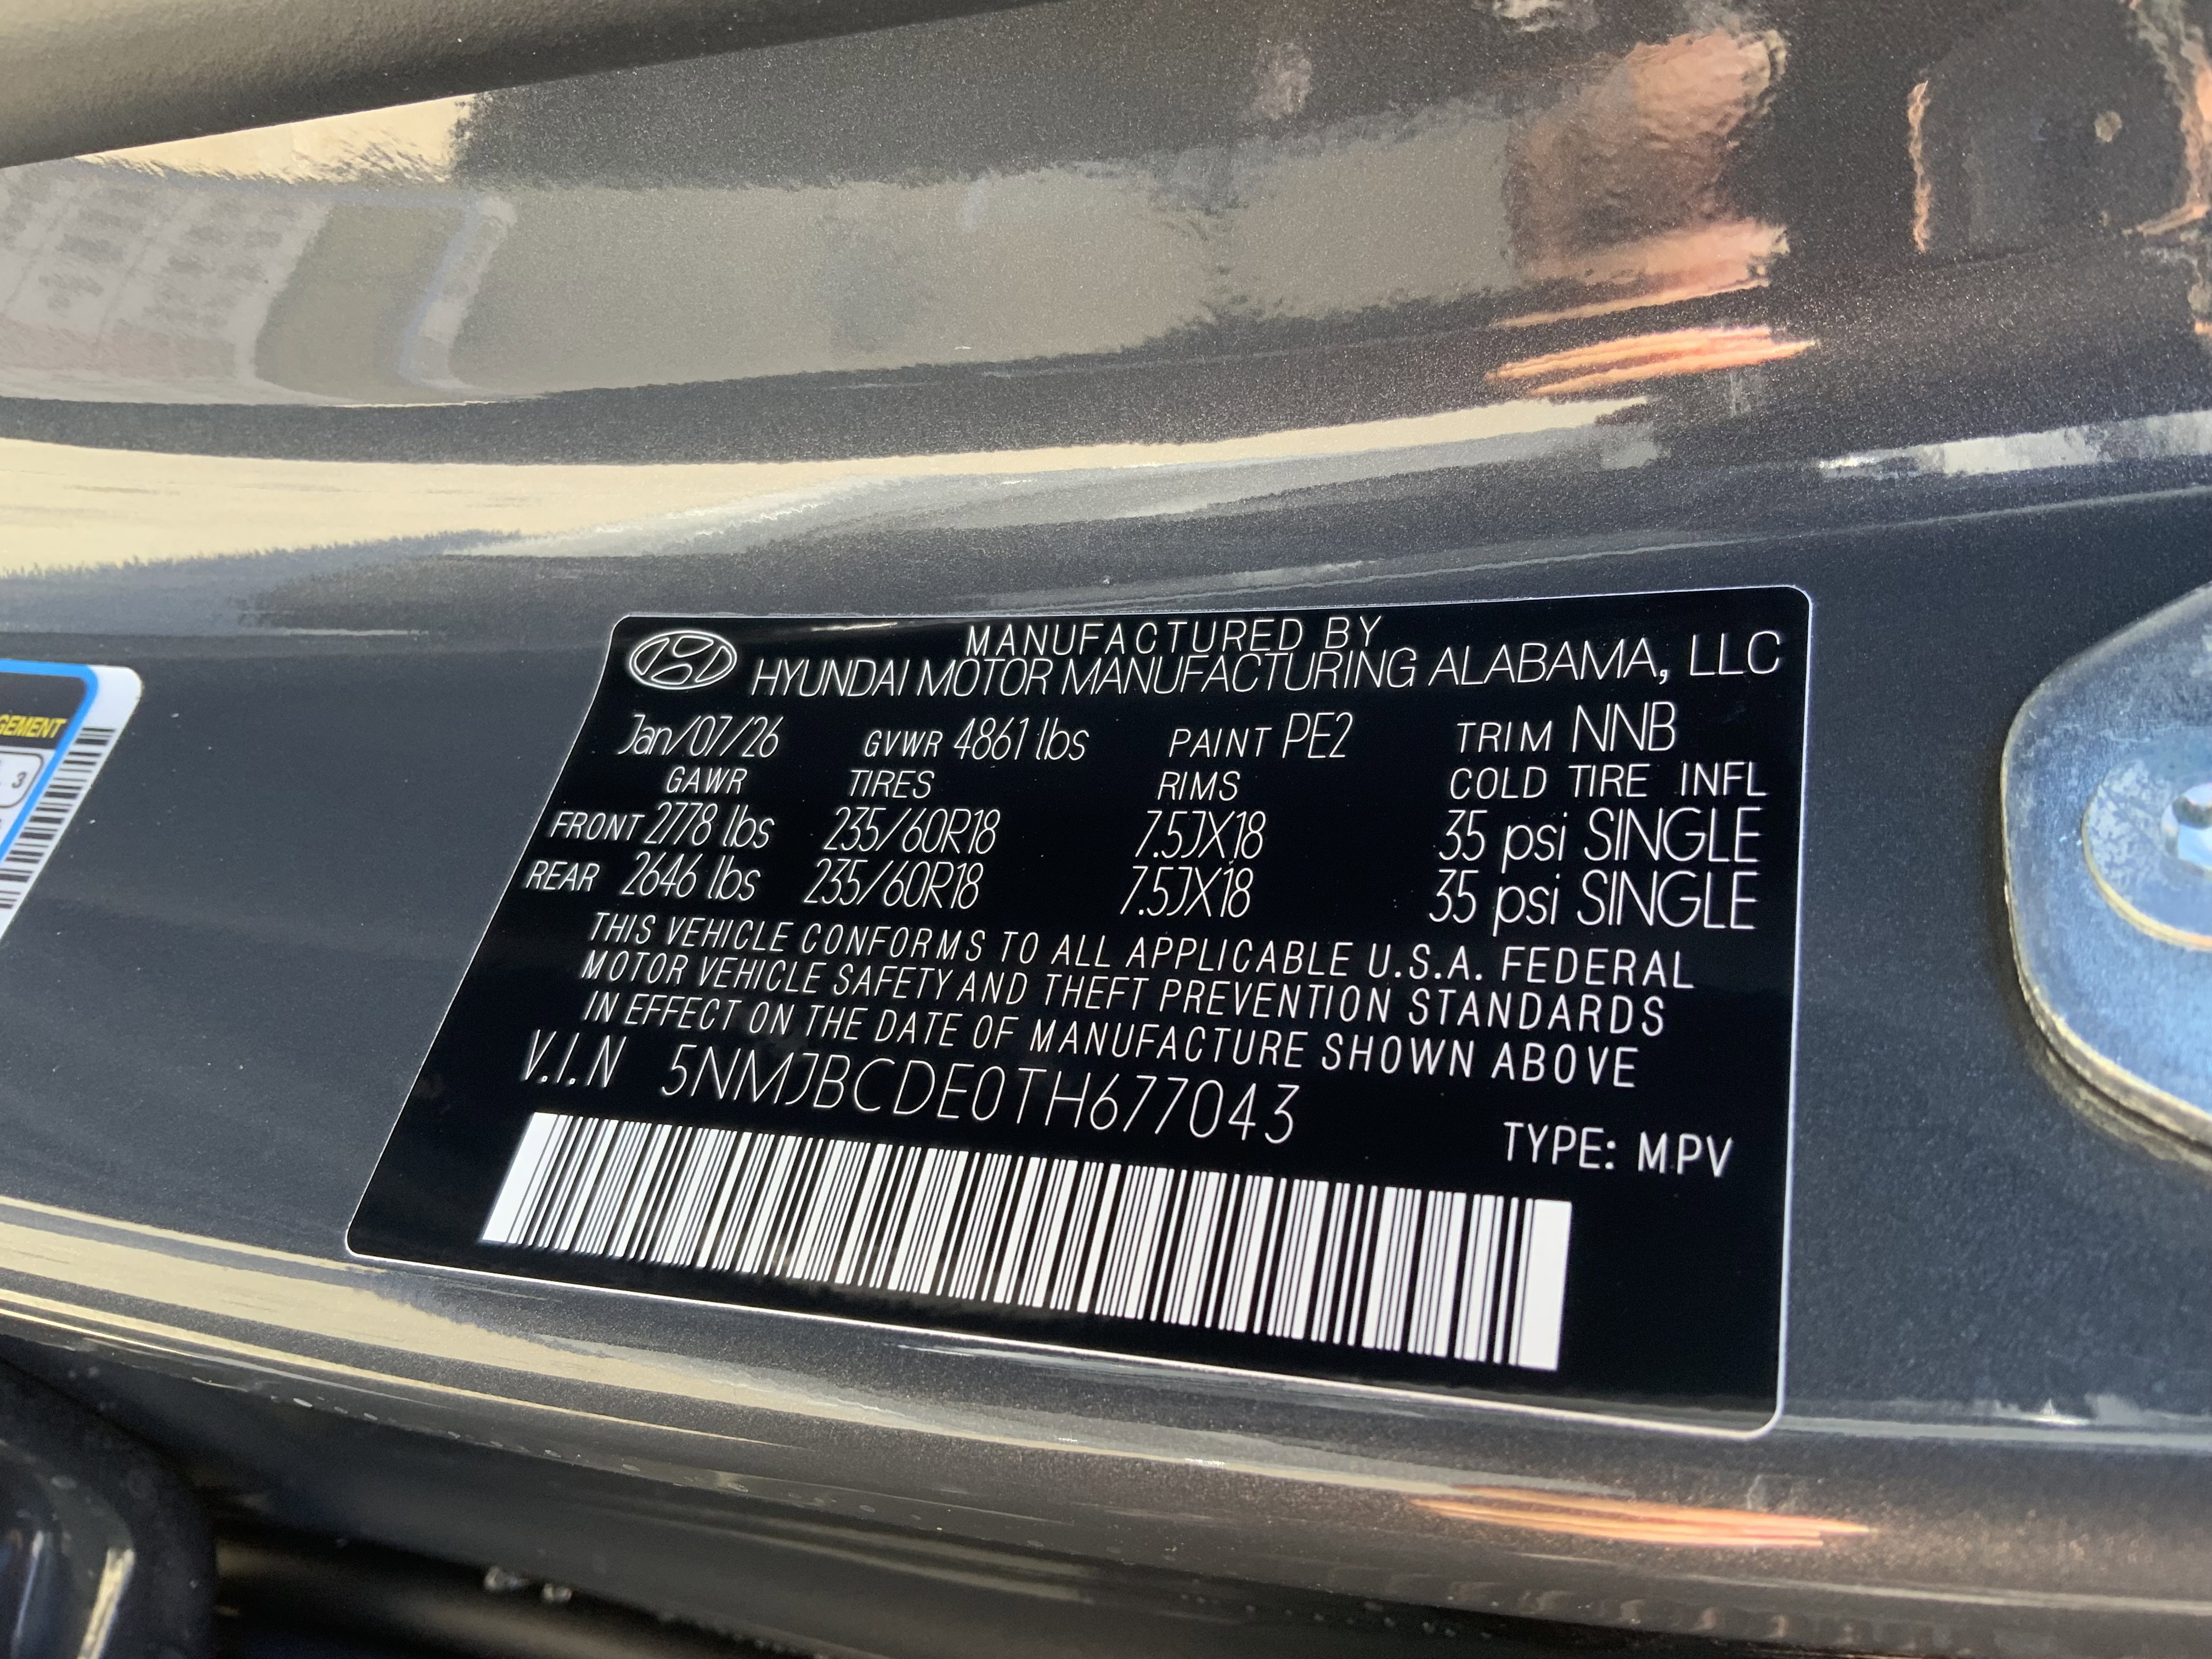 GEMENT
3
MANUFACTURED BY
HYUNDAI MOTOR MANUFACTURING ALABAMA, LLC
Jan/07/26 GVWR 4861 lbs PAINT PE2 TRIM NNB
GAWR TIRES RIMS COLD TIRE INFL
FRONT 2778 lbs 235/60R18 7.5JX18 35 psi SINGLE
REAR 2646 lbs 235/60R18 7.5JX18 35 psi SINGLE
THIS VEHICLE CONFORMS TO ALL APPLICABLE U.S.A. FEDERAL
MOTOR VEHICLE SAFETY AND THEFT PREVENTION STANDARDS
IN EFFECT ON THE DATE OF MANUFACTURE SHOWN ABOVE
V.I.N 5NMJBCDE0TH677043
TYPE: MPV